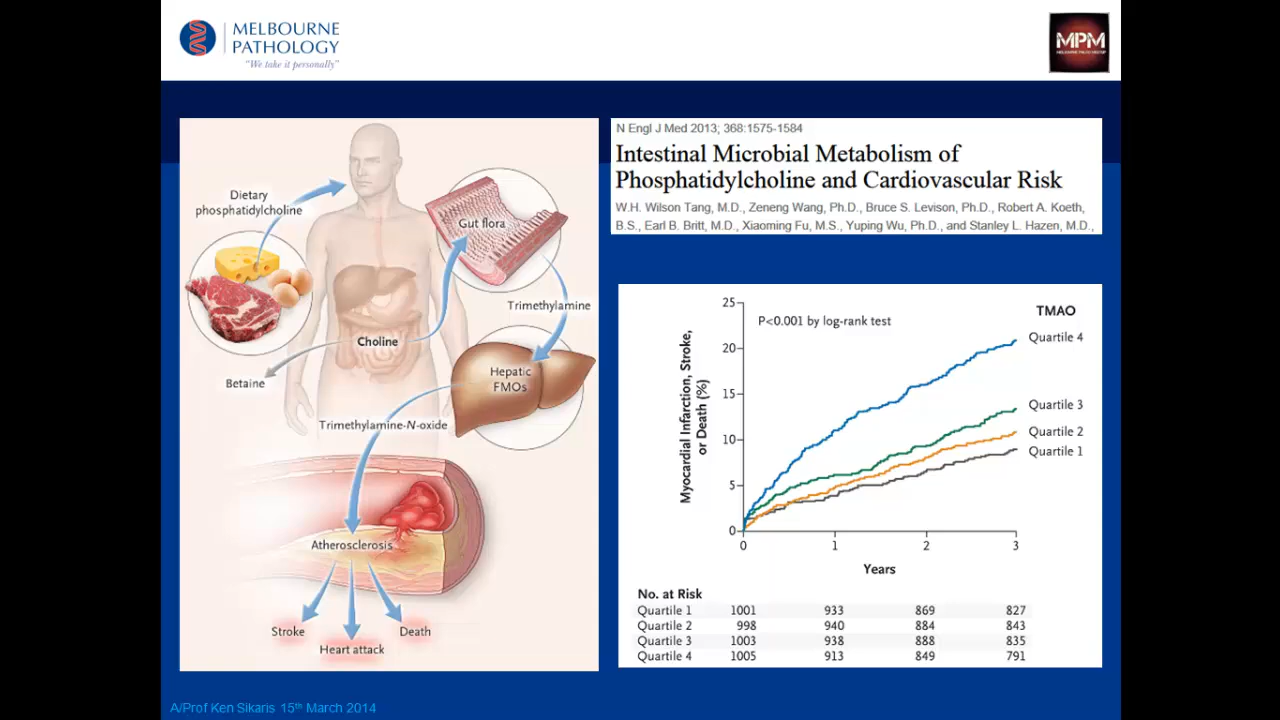 MELBOURNE
PATHOLOGY
"We take it personally"
MPM
Dietary
phosphatidylcholine
Gut flora
Trimethylamine
Choline
Betaine
Hepatic
FMOs
Trimethylamine-N-oxide
Atherosclerosis
Stroke
Death
Heart attack
N Engl J Med 2013; 368:1575-1584
Intestinal Microbial Metabolism of
Phosphatidylcholine and Cardiovascular Risk
W.H. Wilson Tang, M.D., Zeneng Wang, Ph.D., Bruce S. Levison, Ph.D., Robert A. Koeth,
B.S., Earl B. Britt, M.D., Xiaoming Fu, M.S., Yuping Wu, Ph.D., and Stanley L. Hazen, M.D.,
Myocardial Infarction, Stroke,
or Death (%)
25
20
15
10
5
0
P<0.001 by log-rank test
TMAO
Quartile 4
Quartile 3
Quartile 2
Quartile 1
0 1 2 3
Years
No. at Risk
Quartile 1 1001 933 869 827
Quartile 2 998 940 884 843
Quartile 3 1003 938 888 835
Quartile 4 1005 913 849 791
A/Prof Ken Sikaris 15th March 2014